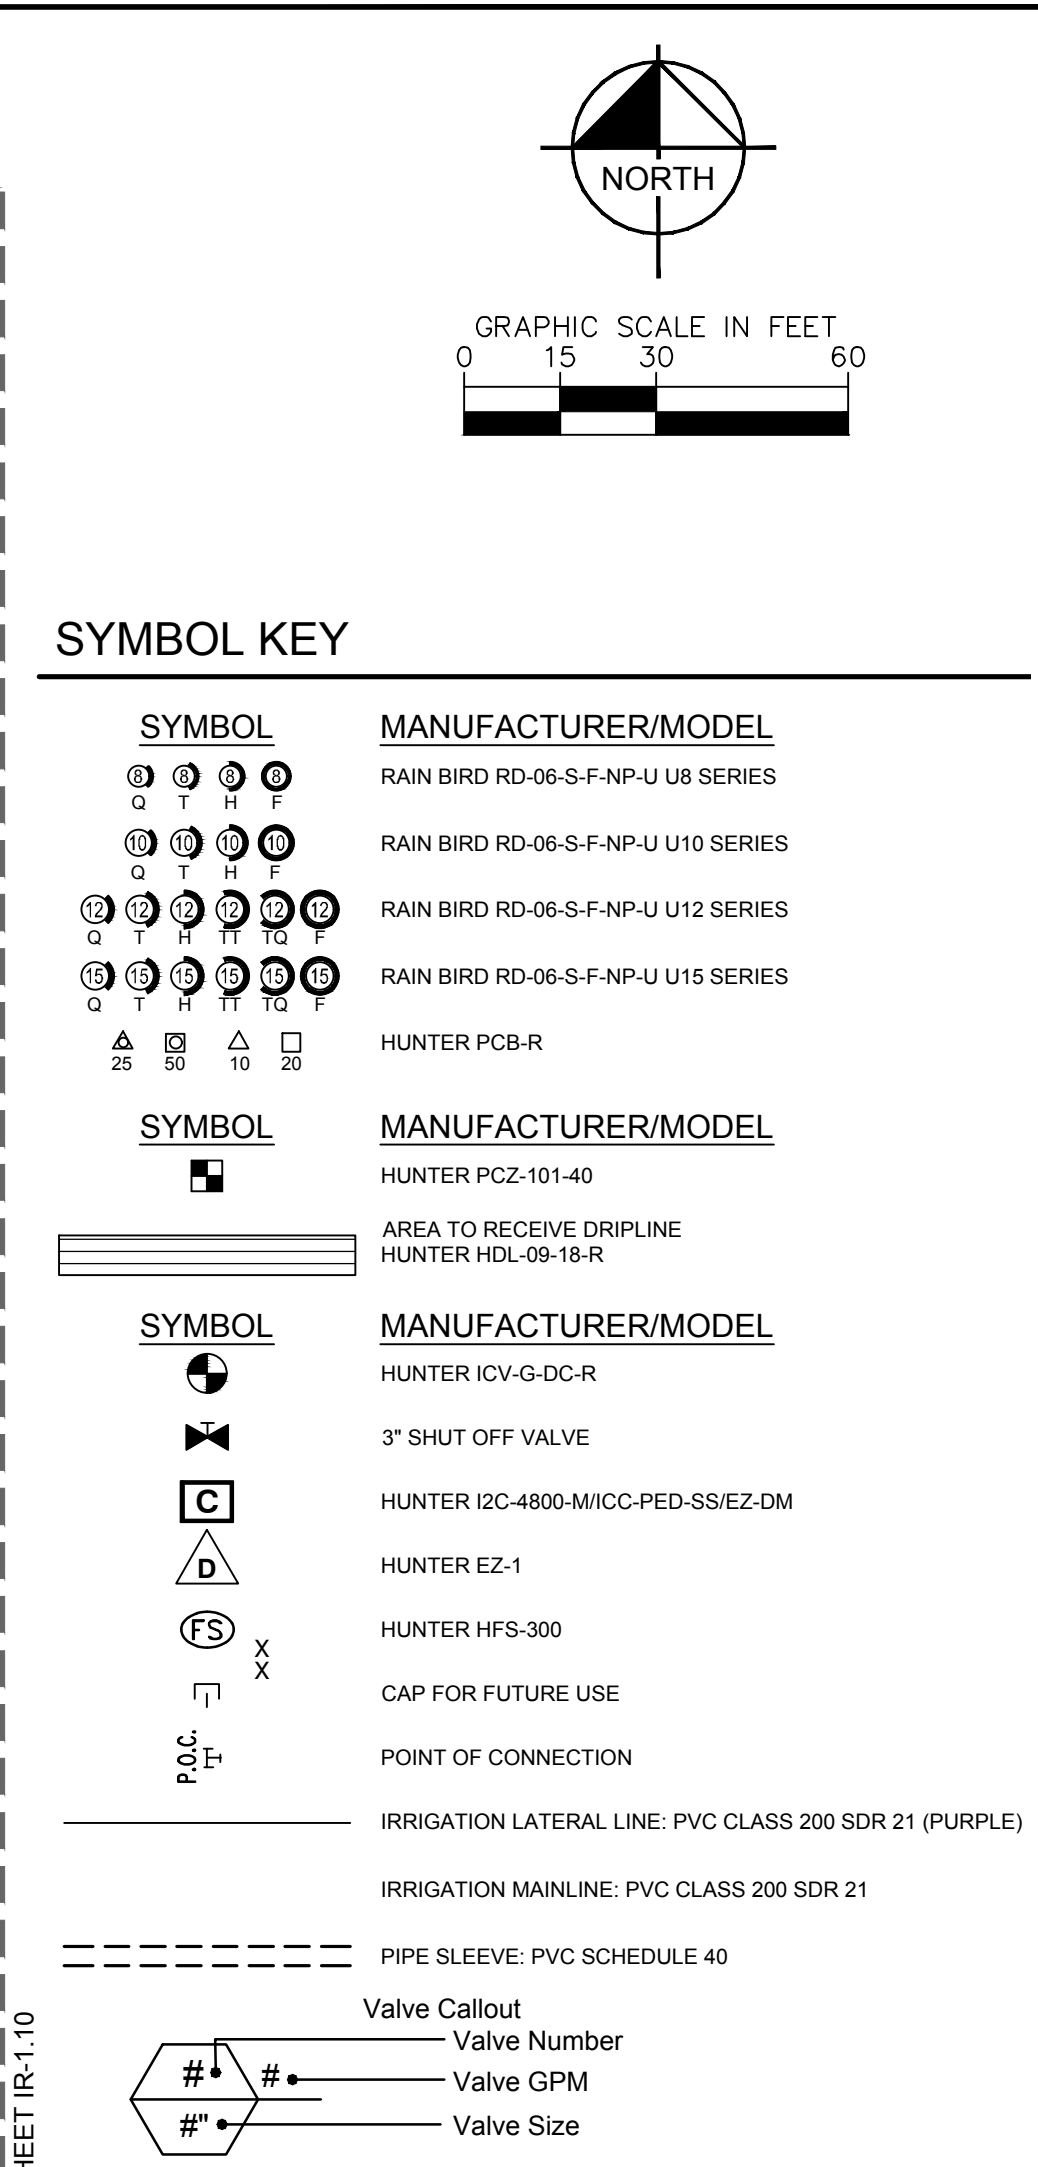 NORTH
GRAPHIC SCALE IN FEET
0 15 30 60
SYMBOL KEY
SYMBOL MANUFACTURER/MODEL
8 8 8 8 RAIN BIRD RD-06-S-F-NP-U U8 SERIES
Q T H F
10 10 10 10 RAIN BIRD RD-06-S-F-NP-U U10 SERIES
Q T H F
12 12 12 12 12 12 RAIN BIRD RD-06-S-F-NP-U U12 SERIES
Q T H TT TQ F
15 15 15 15 15 15 RAIN BIRD RD-06-S-F-NP-U U15 SERIES
Q T H TT TQ F
HUNTER PCB-R
25 50 10 20
SYMBOL MANUFACTURER/MODEL
HUNTER PCZ-101-40
AREA TO RECEIVE DRIPLINE
HUNTER HDL-09-18-R
SYMBOL MANUFACTURER/MODEL
HUNTER ICV-G-DC-R
3" SHUT OFF VALVE
C HUNTER I2C-4800-M/ICC-PED-SS/EZ-DM
D HUNTER EZ-1
FS HUNTER HFS-300
X
X
CAP FOR FUTURE USE
P.O.C. POINT OF CONNECTION
IRRIGATION LATERAL LINE: PVC CLASS 200 SDR 21 (PURPLE)
IRRIGATION MAINLINE: PVC CLASS 200 SDR 21
PIPE SLEEVE: PVC SCHEDULE 40
Valve Callout
Valve Number
# # Valve GPM
#" Valve Size
IR-1.10